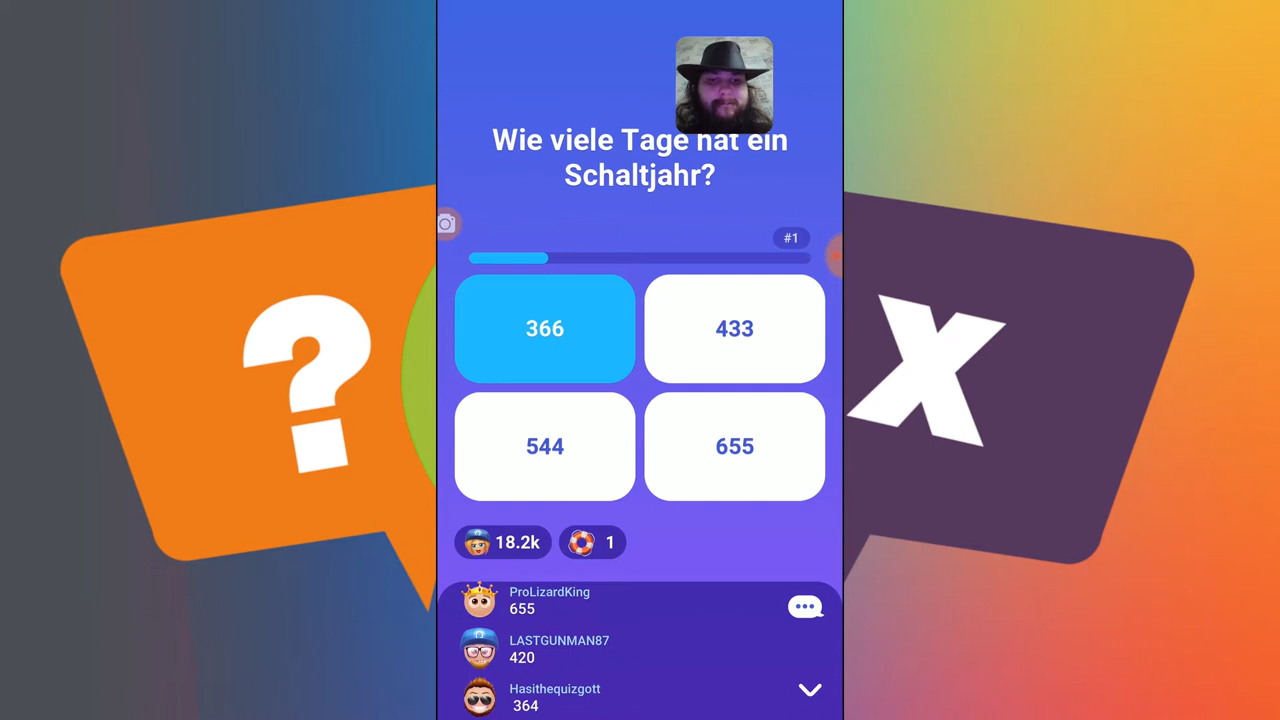 Wie viele Tage hat ein
Schaltjahr?
#1
366
433
544
655
18.2k
1
ProLizardKing
655
LASTGUNMAN87
420
Hasithequizgott
364
?
X